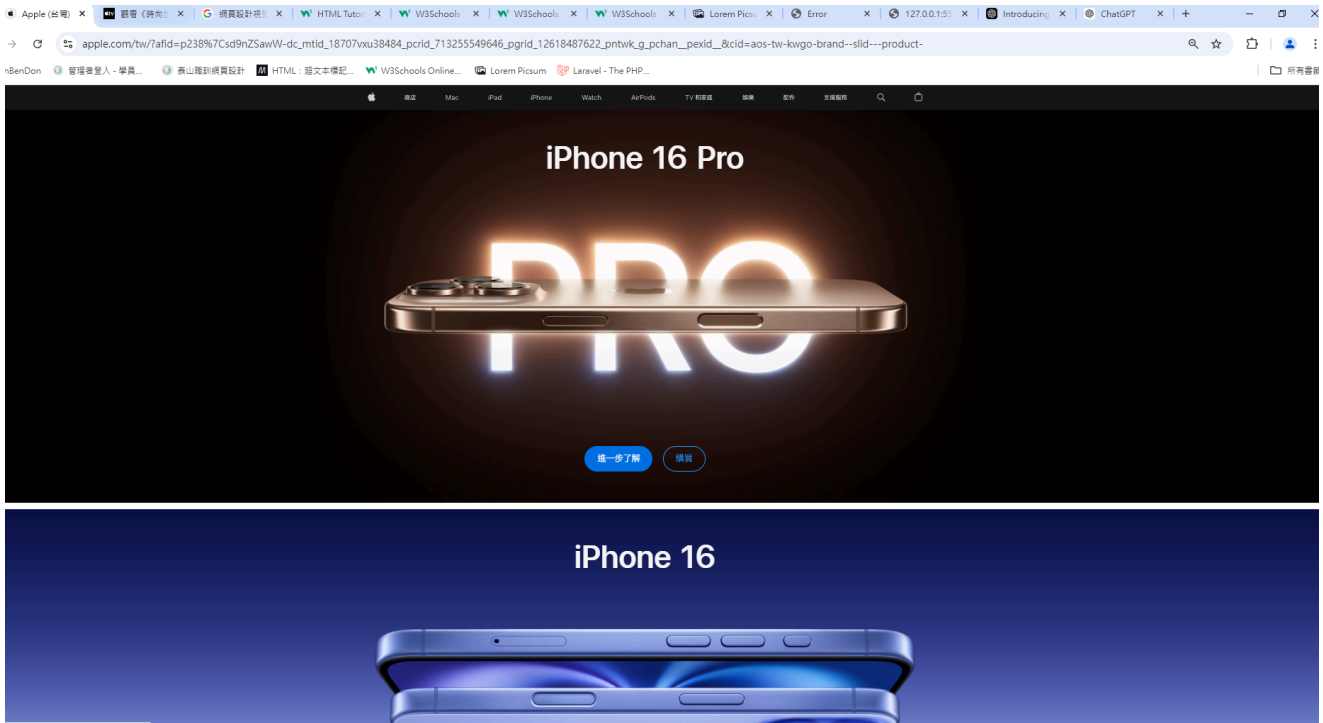 Apple (台灣) 觀看《時尚 網頁設計視 HTML Tutor W3Schools W3Schools W3Schools Lorem Picsu Error 127.0.0.1:55 Introducing ChatGPT
apple.com/tw/?afid=p238%7Csd9nZSawW-dc_mtid_18707vxu38484_pcrid_713255549646_pgrid_12618487622_pntwk_g_pchan__pexid__&cid=aos-tw-kwgo-brand--slid---product-
nBenDon 管理者登入 - 學員... 泰山職訓網頁設計 HTML：超文本標記... W3Schools Online... Lorem Picsum Laravel - The PHP... 所有書籤
商店 Mac iPad iPhone Watch AirPods TV 和家庭 娛樂 配件 支援服務
iPhone 16 Pro
PRO
進一步了解 購買
iPhone 16